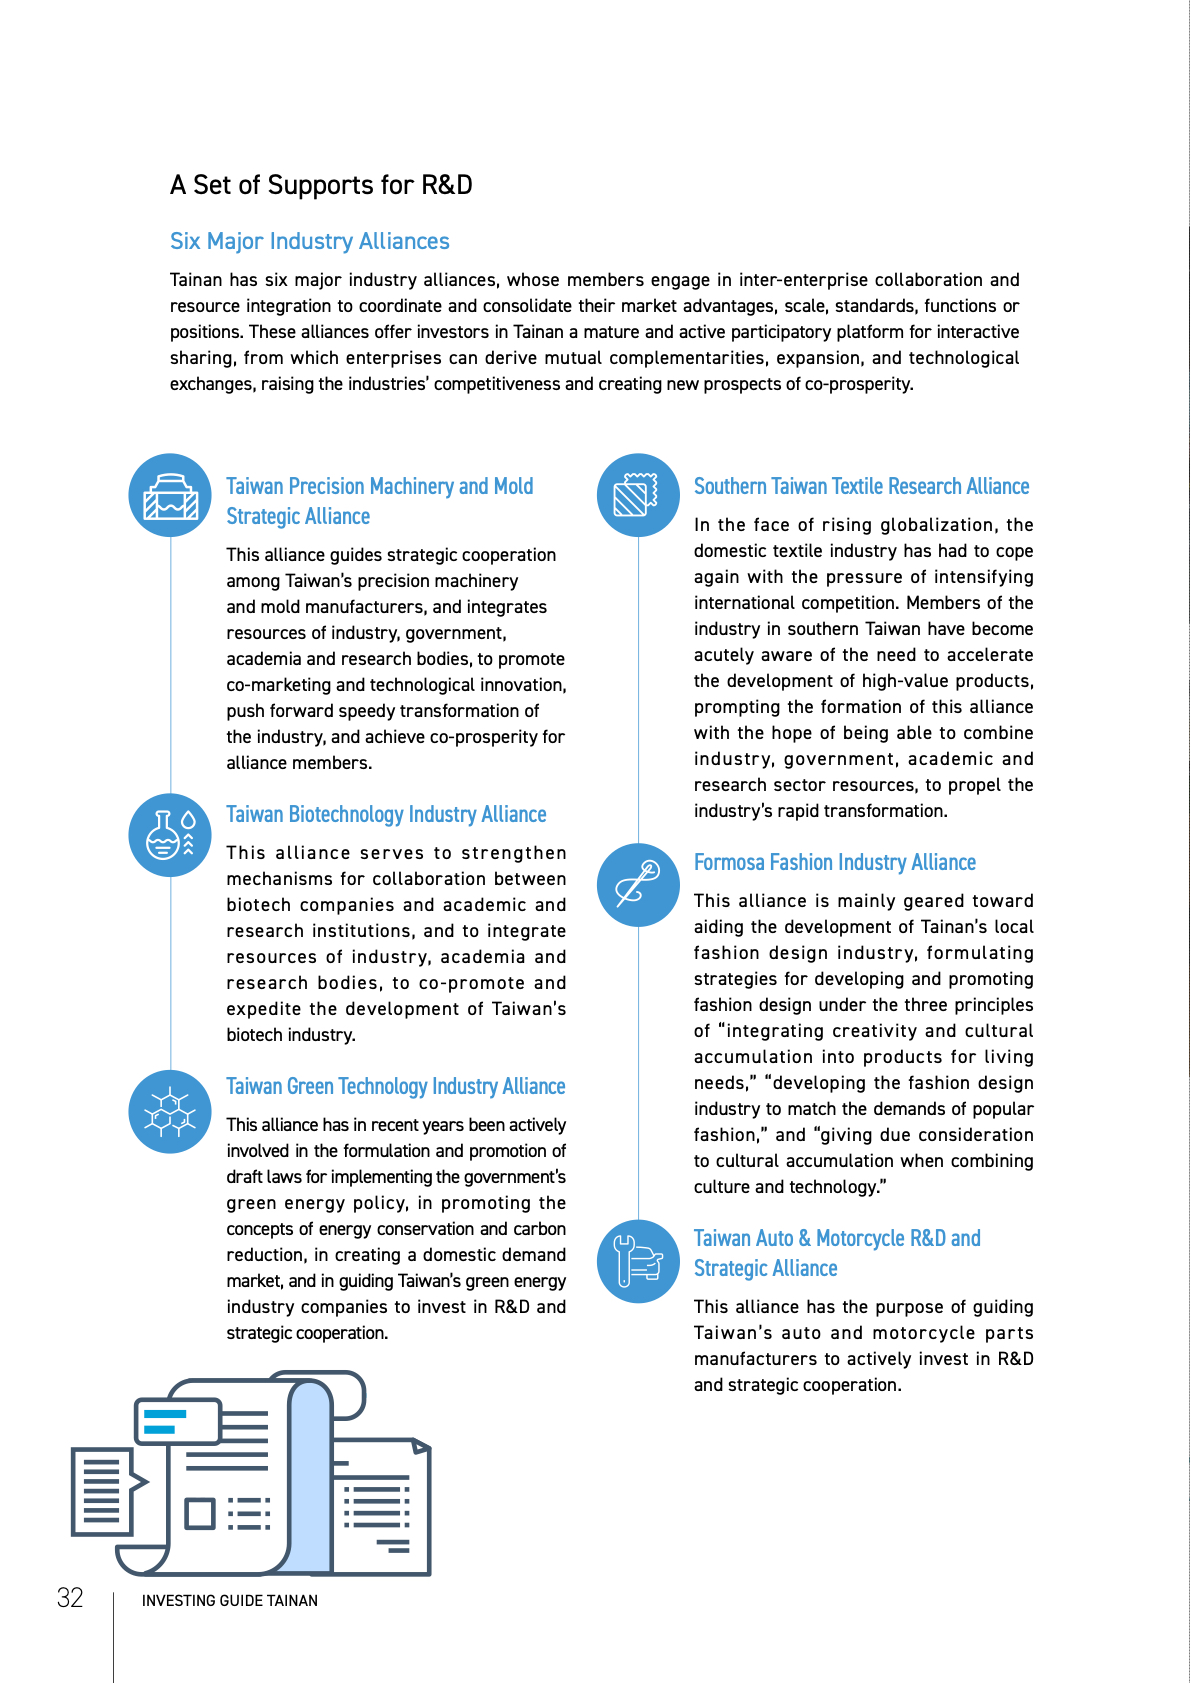 A Set of Supports for R&D
Six Major Industry Alliances
Tainan has six major industry alliances, whose members engage in inter-enterprise collaboration and
resource integration to coordinate and consolidate their market advantages, scale, standards, functions or
positions. These alliances offer investors in Tainan a mature and active participatory platform for interactive
sharing, from which enterprises can derive mutual complementarities, expansion, and technological
exchanges, raising the industries’ competitiveness and creating new prospects of co-prosperity.
Taiwan Precision Machinery and Mold
Strategic Alliance
This alliance guides strategic cooperation
among Taiwan’s precision machinery
and mold manufacturers, and integrates
resources of industry, government,
academia and research bodies, to promote
co-marketing and technological innovation,
push forward speedy transformation of
the industry, and achieve co-prosperity for
alliance members.
Taiwan Biotechnology Industry Alliance
This alliance serves to strengthen
mechanisms for collaboration between
biotech companies and academic and
research institutions, and to integrate
resources of industry, academia and
research bodies, to co-promote and
expedite the development of Taiwan’s
biotech industry.
Taiwan Green Technology Industry Alliance
This alliance has in recent years been actively
involved in the formulation and promotion of
draft laws for implementing the government’s
green energy policy, in promoting the
concepts of energy conservation and carbon
reduction, in creating a domestic demand
market, and in guiding Taiwan’s green energy
industry companies to invest in R&D and
strategic cooperation.
Southern Taiwan Textile Research Alliance
In the face of rising globalization, the
domestic textile industry has had to cope
again with the pressure of intensifying
international competition. Members of the
industry in southern Taiwan have become
acutely aware of the need to accelerate
the development of high-value products,
prompting the formation of this alliance
with the hope of being able to combine
industry, government, academic and
research sector resources, to propel the
industry’s rapid transformation.
Formosa Fashion Industry Alliance
This alliance is mainly geared toward
aiding the development of Tainan’s local
fashion design industry, formulating
strategies for developing and promoting
fashion design under the three principles
of “integrating creativity and cultural
accumulation into products for living
needs,” “developing the fashion design
industry to match the demands of popular
fashion,” and “giving due consideration
to cultural accumulation when combining
culture and technology.”
Taiwan Auto & Motorcycle R&D and
Strategic Alliance
This alliance has the purpose of guiding
Taiwan’s auto and motorcycle parts
manufacturers to actively invest in R&D
and strategic cooperation.
32
INVESTING GUIDE TAINAN